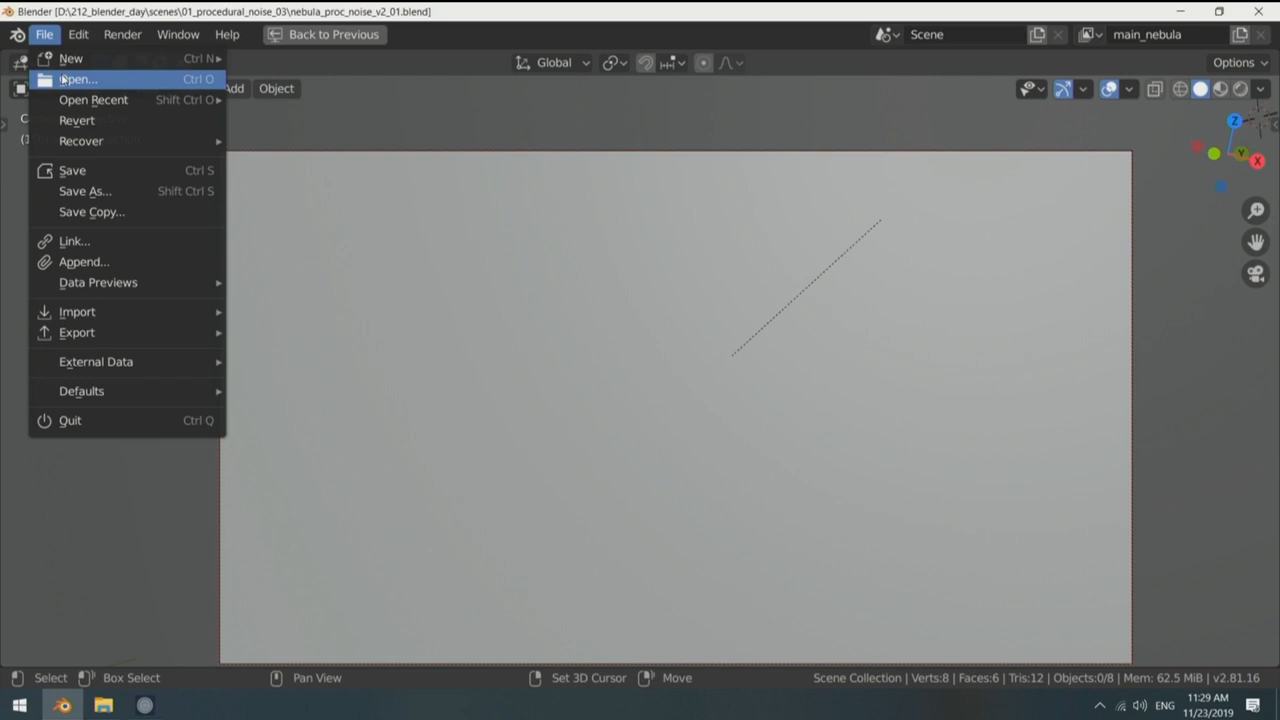 Blender [D:\212_blender_day\scenes\01_procedural_noise_03\nebula_proc_noise_v2_01.blend]
File Edit Render Window Help Back to Previous Scene main_nebula
New Ctrl N
Global Options
Open... Ctrl O
Add Object
Open Recent Shift Ctrl O
Revert
Recover
Save Ctrl S
Save As... Shift Ctrl S
Save Copy...
Link...
Append...
Data Previews
Import
Export
External Data
Defaults
Quit Ctrl Q
Z
Y
X
Select Box Select Pan View Set 3D Cursor Move Scene Collection | Verts:8 | Faces:6 | Tris:12 | Objects:0/8 | Mem: 62.5 MiB | v2.81.16
ENG
11:29 AM
11/23/2019